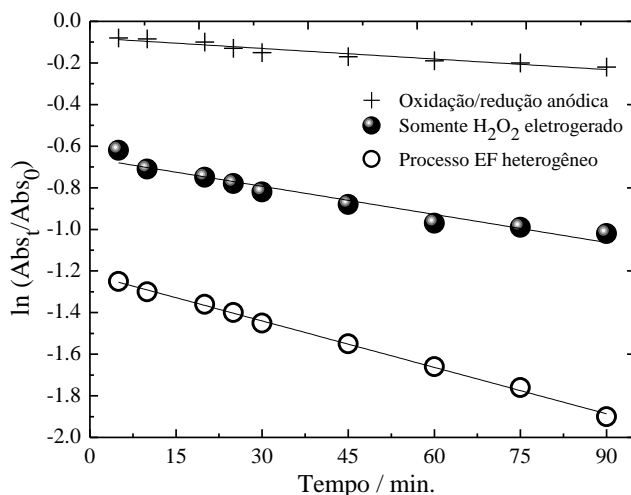 ln (Abs_t/Abs_0)
0.0
-0.2
-0.4
-0.6
-0.8
-1.0
-1.2
-1.4
-1.6
-1.8
-2.0
Oxidação/redução anódica
Somente H₂O₂ eletrogerado
Processo EF heterogêneo
0 15 30 45 60 75 90
Tempo / min.